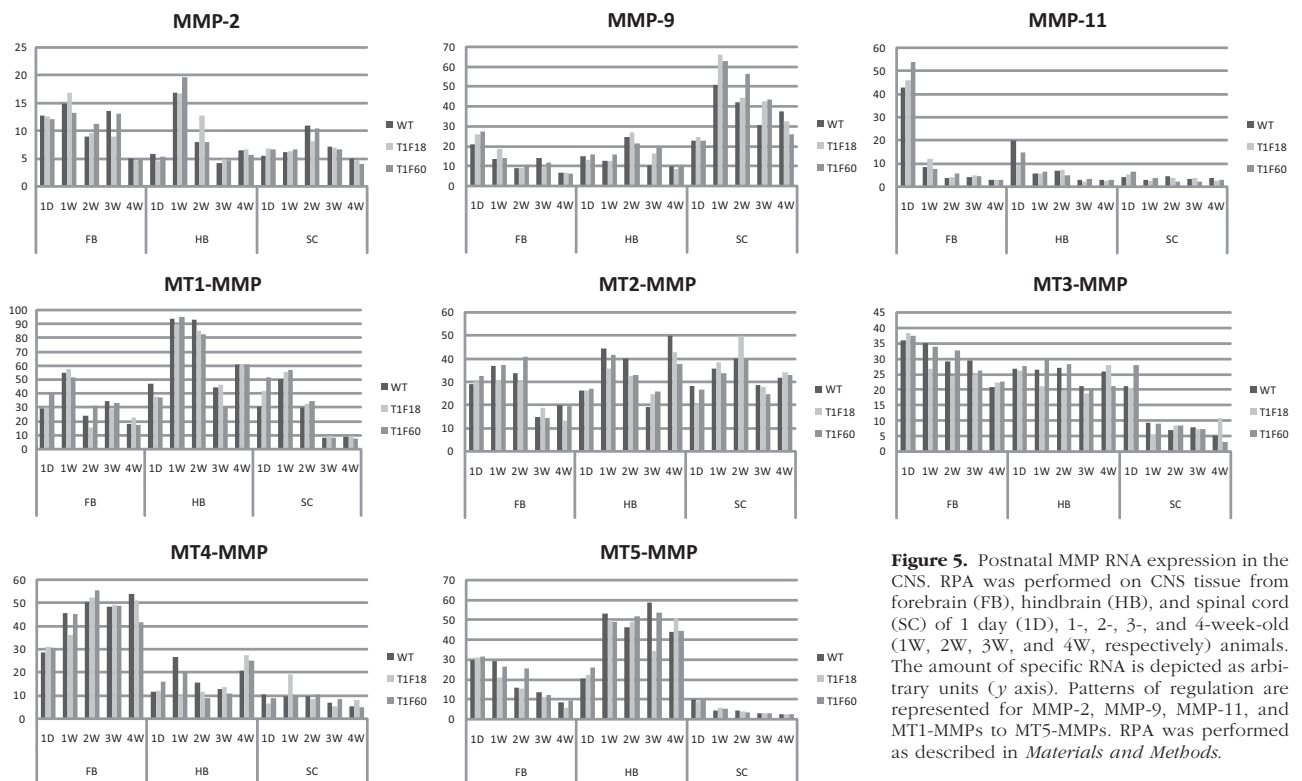 MMP-2
25
20
15
10
5
0
1D 1W 2W 3W 4W 1D 1W 2W 3W 4W 1D 1W 2W 3W 4W
FB HB SC
WT
T1F18
T1F60
MMP-9
70
60
50
40
30
20
10
0
1D 1W 2W 3W 4W 1D 1W 2W 3W 4W 1D 1W 2W 3W 4W
FB HB SC
WT
T1F18
T1F60
MMP-11
60
50
40
30
20
10
0
1D 1W 2W 3W 4W 1D 1W 2W 3W 4W 1D 1W 2W 3W 4W
FB HB SC
WT
T1F18
T1F60
MT1-MMP
100
90
80
70
60
50
40
30
20
10
0
1D 1W 2W 3W 4W 1D 1W 2W 3W 4W 1D 1W 2W 3W 4W
FB HB SC
WT
T1F18
T1F60
MT2-MMP
60
50
40
30
20
10
0
1D 1W 2W 3W 4W 1D 1W 2W 3W 4W 1D 1W 2W 3W 4W
FB HB SC
WT
T1F18
T1F60
MT3-MMP
45
40
35
30
25
20
15
10
5
0
1D 1W 2W 3W 4W 1D 1W 2W 3W 4W 1D 1W 2W 3W 4W
FB HB SC
WT
T1F18
T1F60
MT4-MMP
60
50
40
30
20
10
0
1D 1W 2W 3W 4W 1D 1W 2W 3W 4W 1D 1W 2W 3W 4W
FB HB SC
WT
T1F18
T1F60
MT5-MMP
70
60
50
40
30
20
10
0
1D 1W 2W 3W 4W 1D 1W 2W 3W 4W 1D 1W 2W 3W 4W
FB HB SC
WT
T1F18
T1F60
Figure 5. Postnatal MMP RNA expression in the
CNS. RPA was performed on CNS tissue from
forebrain (FB), hindbrain (HB), and spinal cord
(SC) of 1 day (1D), 1-, 2-, 3-, and 4-week-old
(1W, 2W, 3W, and 4W, respectively) animals.
The amount of specific RNA is depicted as arbi-
trary units (y axis). Patterns of regulation are
represented for MMP-2, MMP-9, MMP-11, and
MT1-MMPs to MT5-MMPs. RPA was performed
as described in Materials and Methods.